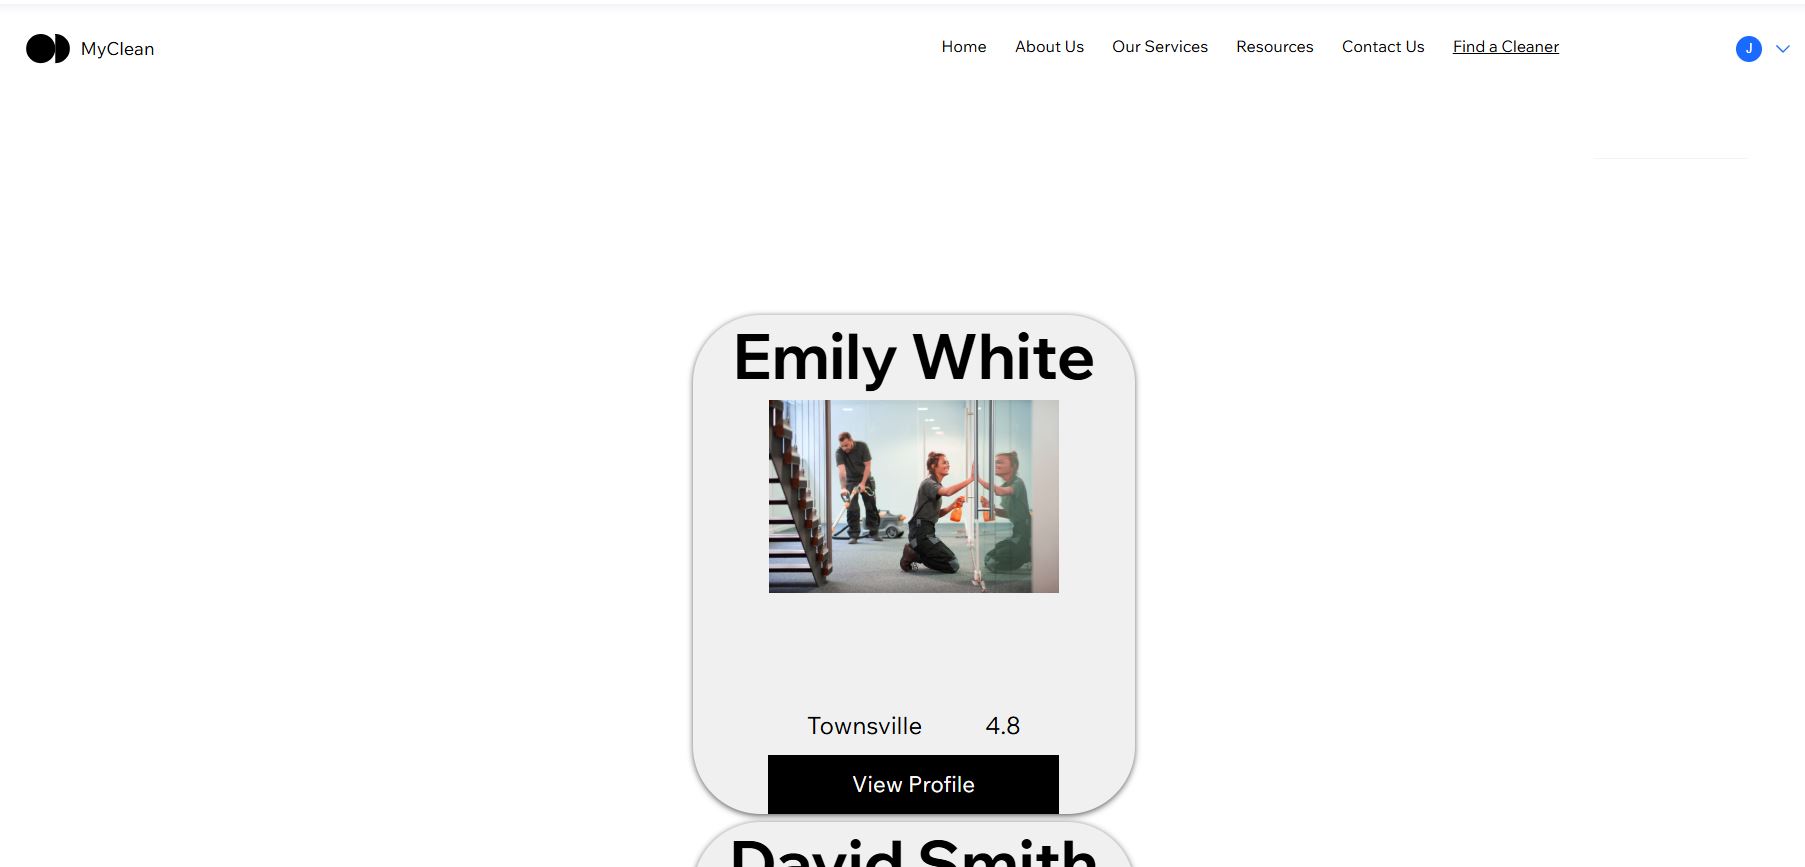 MyClean
Home About Us Our Services Resources Contact Us Find a Cleaner
J
Emily White
Townsville 4.8
View Profile
David Smith